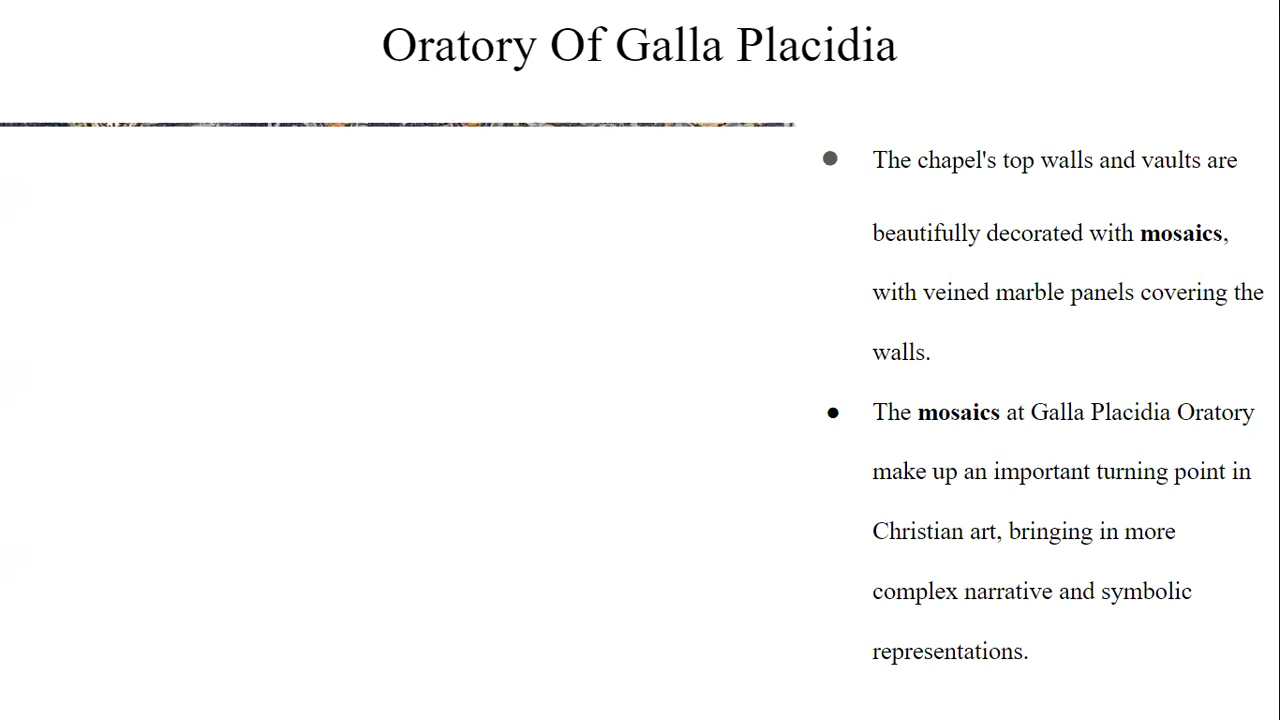 Oratory Of Galla Placidia
● The chapel's top walls and vaults are
beautifully decorated with mosaics,
with veined marble panels covering the
walls.
● The mosaics at Galla Placidia Oratory
make up an important turning point in
Christian art, bringing in more
complex narrative and symbolic
representations.